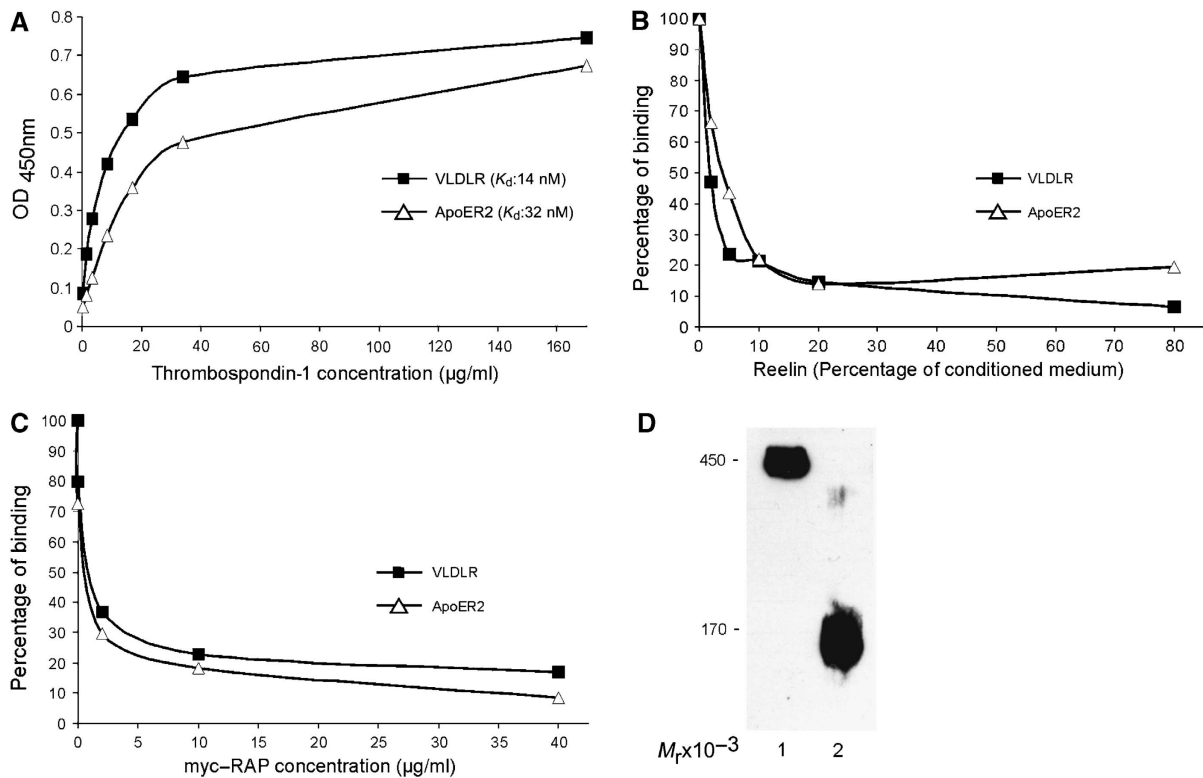 A
0.8
0.7
0.6
0.5
0.4
0.3
0.2
0.1
0
OD 450nm
VLDLR (Kd:14 nM)
ApoER2 (Kd:32 nM)
0 20 40 60 80 100 120 140 160
Thrombospondin-1 concentration (µg/ml)
B
100
90
80
70
60
50
40
30
20
10
0
Percentage of binding
VLDLR
ApoER2
0 10 20 30 40 50 60 70 80
Reelin (Percentage of conditioned medium)
C
100
90
80
70
60
50
40
30
20
10
0
Percentage of binding
VLDLR
ApoER2
0 5 10 15 20 25 30 35 40
myc–RAP concentration (µg/ml)
D
450 -
170 -
Mrx10–3 1 2